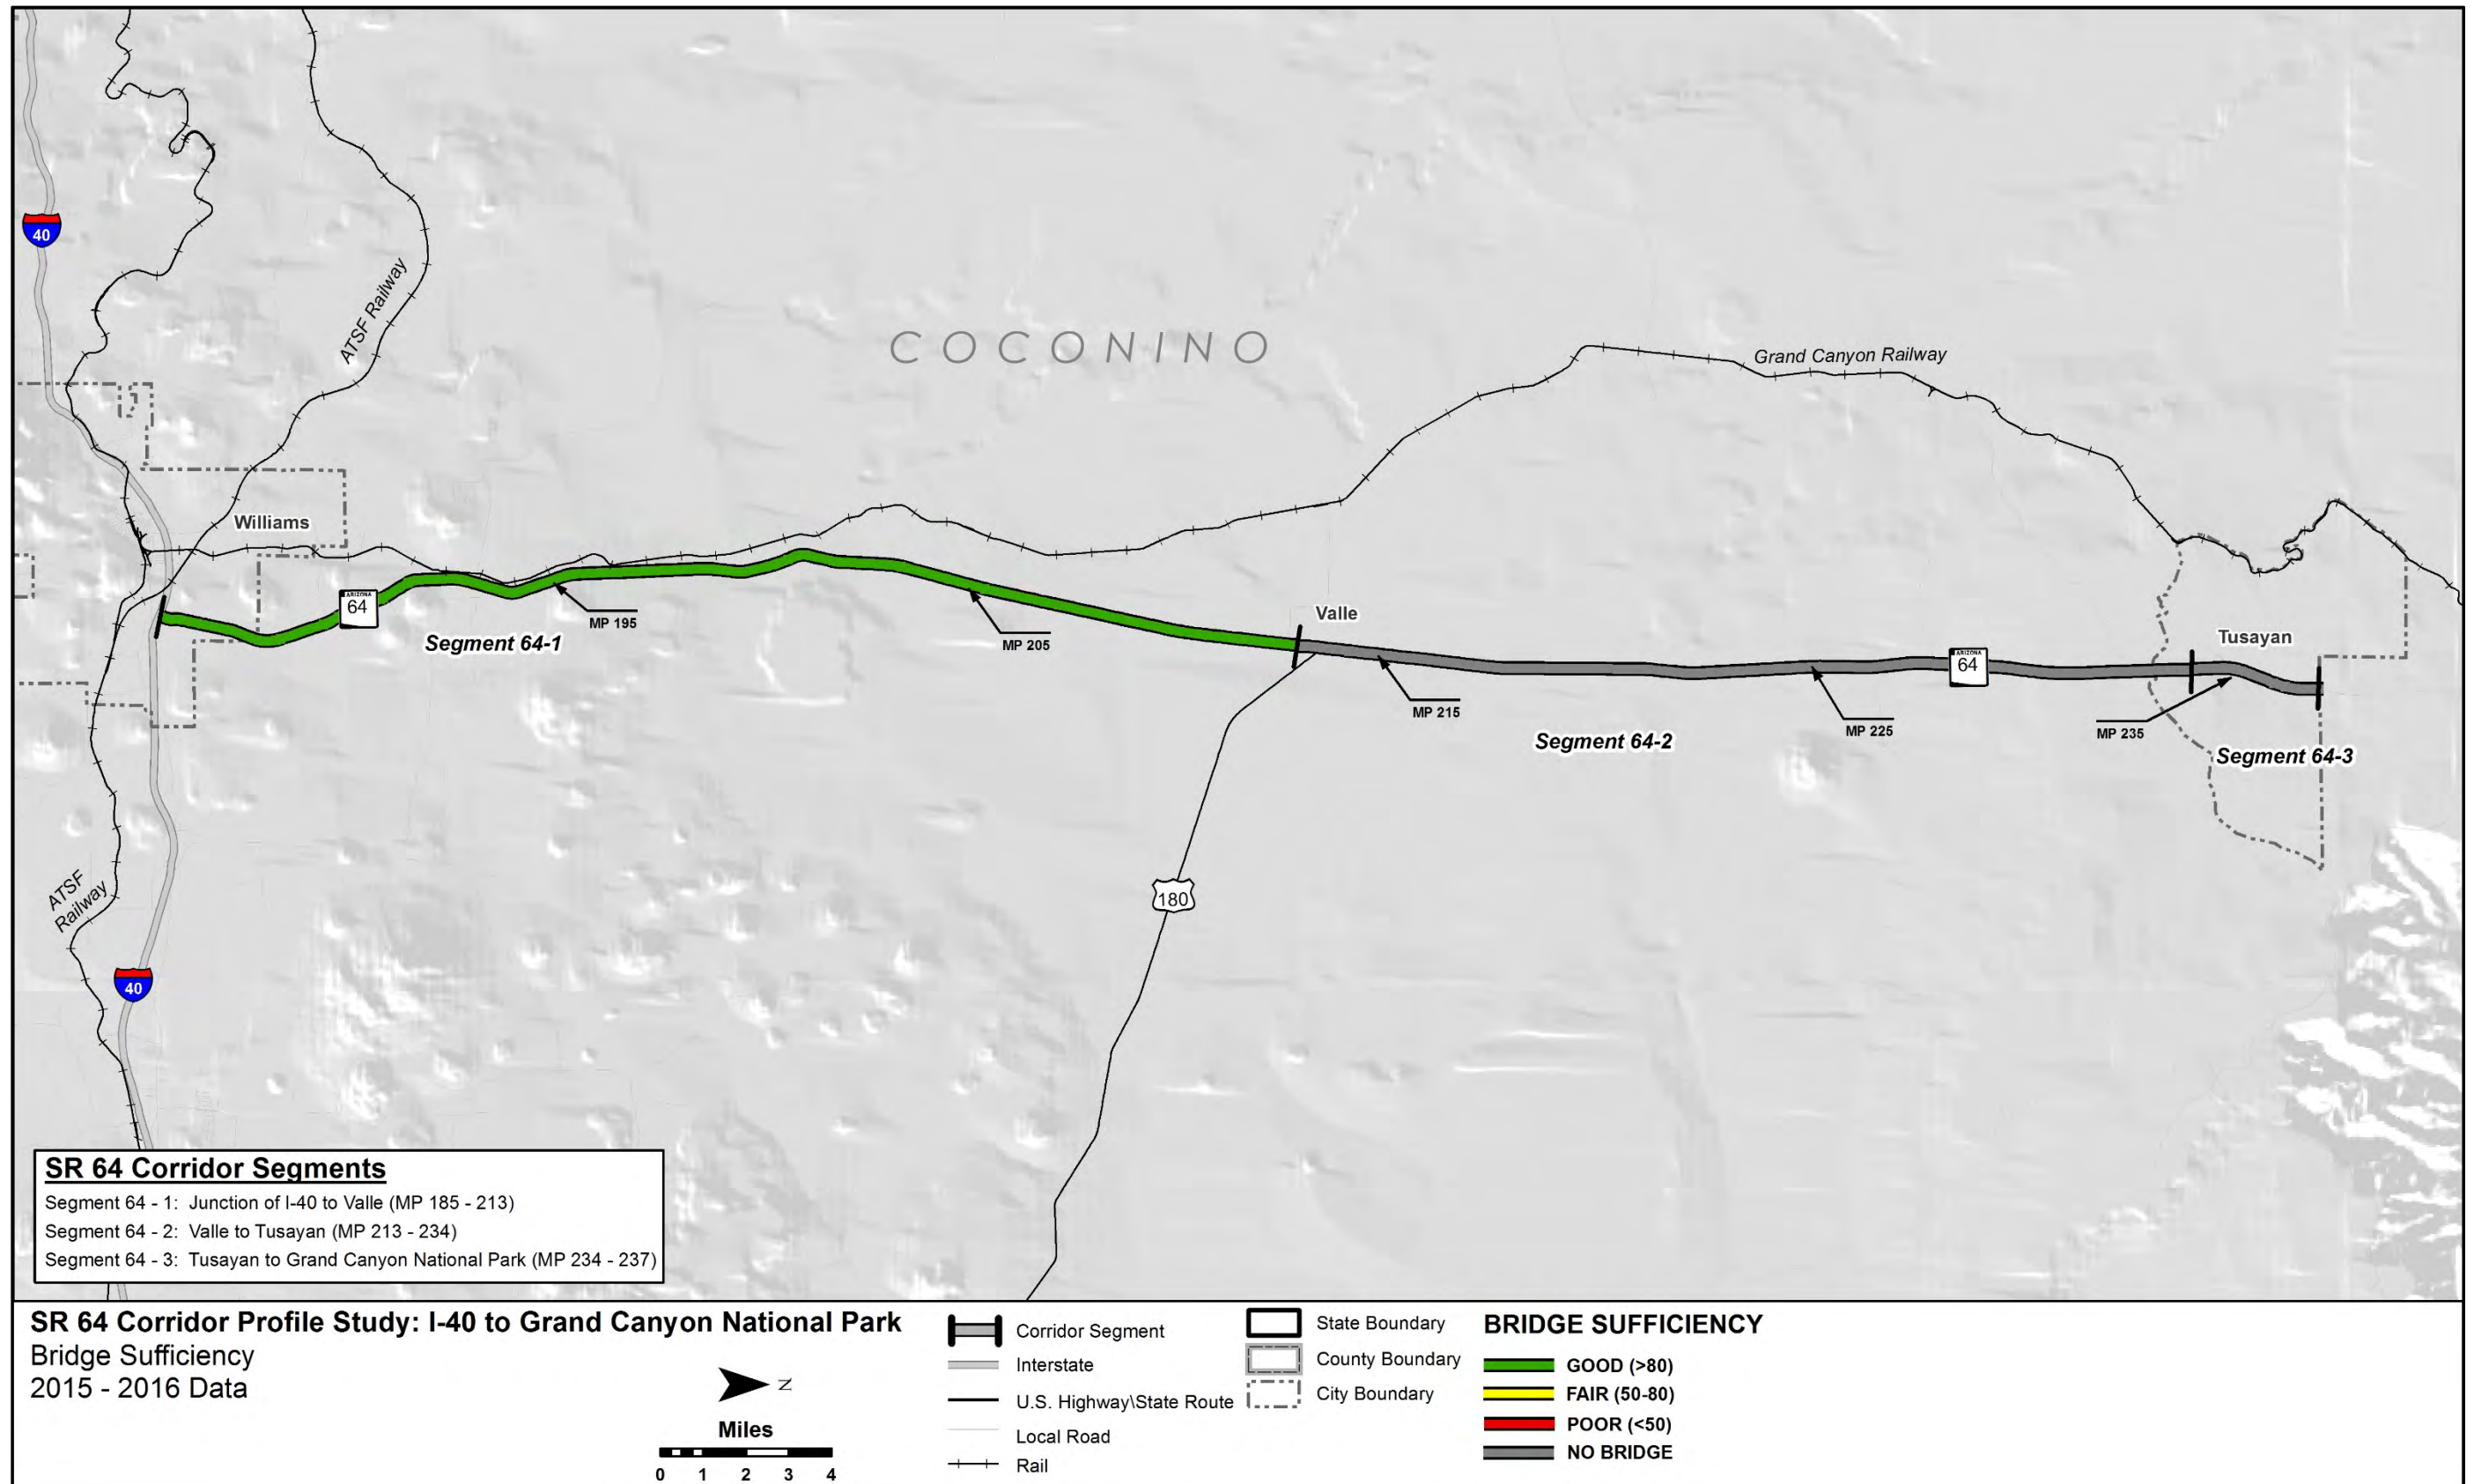 40
ATSF Railway
COCONINO
Grand Canyon Railway
Williams
ARIZONA
64
MP 195
Segment 64-1
MP 205
Valle
MP 215
Segment 64-2
MP 225
ARIZONA
64
MP 235
Tusayan
Segment 64-3
180
ATSF
Railway
40
SR 64 Corridor Segments
Segment 64 - 1: Junction of I-40 to Valle (MP 185 - 213)
Segment 64 - 2: Valle to Tusayan (MP 213 - 234)
Segment 64 - 3: Tusayan to Grand Canyon National Park (MP 234 - 237)
SR 64 Corridor Profile Study: I-40 to Grand Canyon National Park
Bridge Sufficiency
2015 - 2016 Data
N
Miles
0 1 2 3 4
Corridor Segment
Interstate
U.S. Highway\State Route
Local Road
Rail
State Boundary
County Boundary
City Boundary
BRIDGE SUFFICIENCY
GOOD (>80)
FAIR (50-80)
POOR (<50)
NO BRIDGE